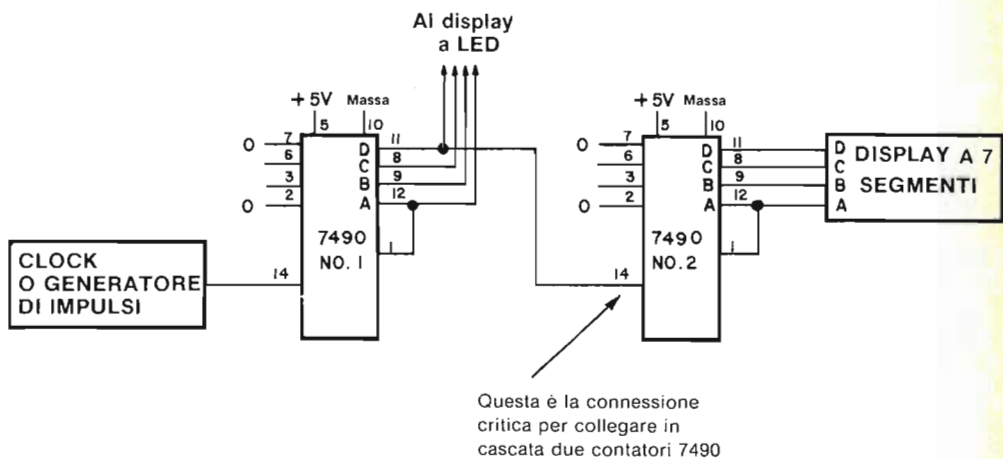 Ai display
a LED
+ 5V Massa
5 10
0 7
6
3
2
0
D 11
C 8
B 9
A 12
1
7490
NO. 1
14
CLOCK
O GENERATORE
DI IMPULSI
+ 5V Massa
5 10
0 7
6
3
2
0
D 11
C 8
B 9
A 12
1
7490
NO. 2
14
D DISPLAY A 7
C
B SEGMENTI
A
Questa è la connessione
critica per collegare in
cascata due contatori 7490